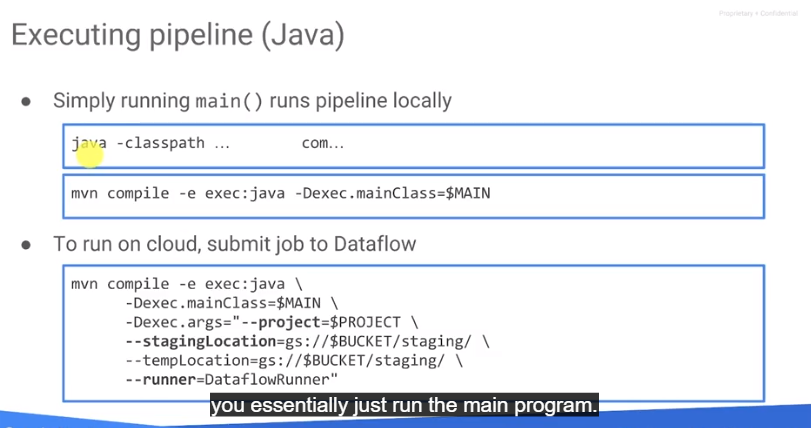 Proprietary + Confidential
Executing pipeline (Java)
● Simply running main() runs pipeline locally
java -classpath … com…
mvn compile -e exec:java -Dexec.mainClass=$MAIN
● To run on cloud, submit job to Dataflow
mvn compile -e exec:java \
-Dexec.mainClass=$MAIN \
-Dexec.args="--project=$PROJECT \
--stagingLocation=gs://$BUCKET/staging/ \
--tempLocation=gs://$BUCKET/staging/ \
--runner=DataflowRunner"
you essentially just run the main program.